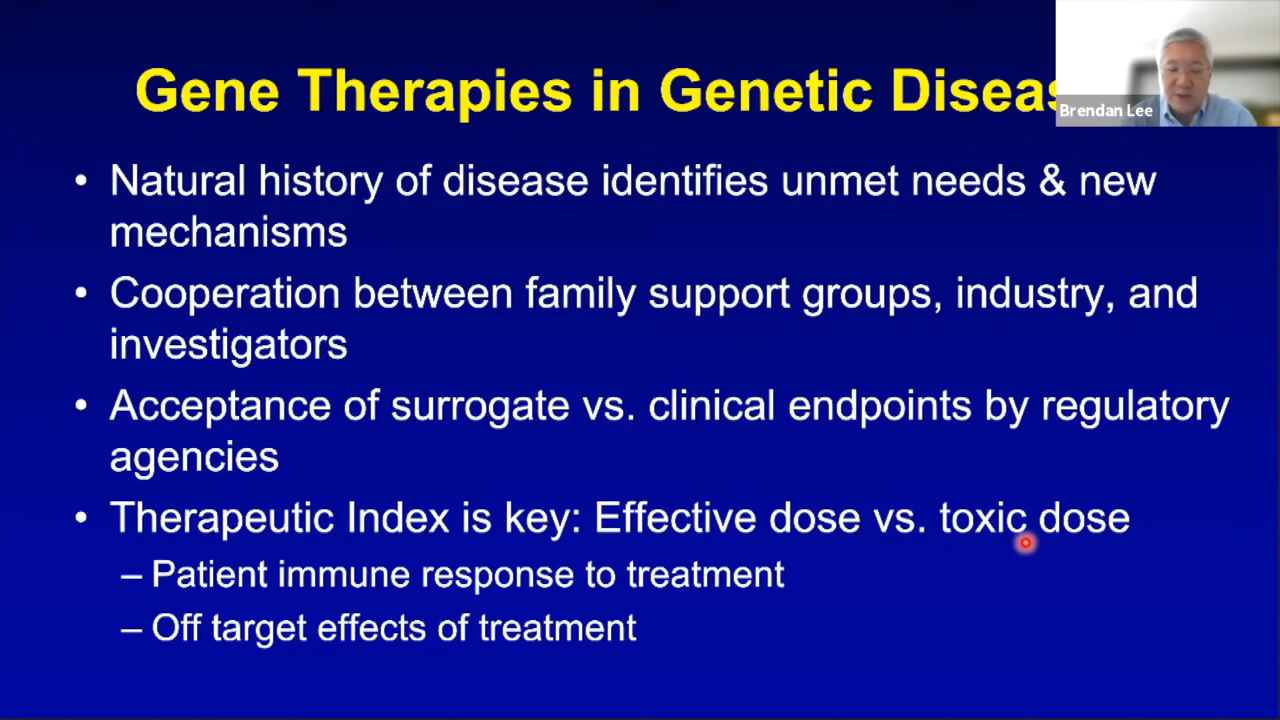 Gene Therapies in Genetic
Brendan Lee
• Natural history of disease identifies unmet needs & new
mechanisms
• Cooperation between family support groups, industry, and
investigators
• Acceptance of surrogate vs. clinical endpoints by regulatory
agencies
• Therapeutic Index is key: Effective dose vs. toxic dose
– Patient immune response to treatment
– Off target effects of treatment